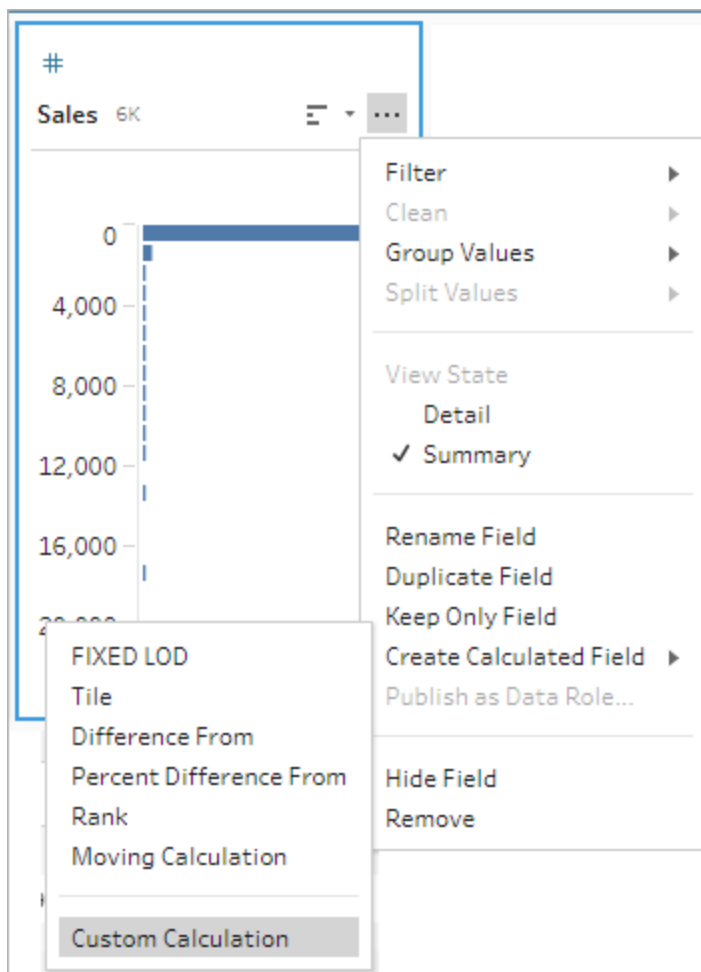 #
Sales 6K
Filter
Clean
Group Values
Split Values
View State
Detail
✓ Summary
Rename Field
Duplicate Field
Keep Only Field
Create Calculated Field
Publish as Data Role...
Hide Field
Remove
0
4,000
8,000
12,000
16,000
FIXED LOD
Tile
Difference From
Percent Difference From
Rank
Moving Calculation
Custom Calculation